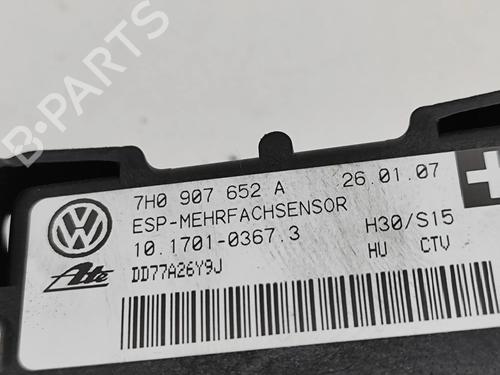 B-PARTS
7H0 907 652 A 26.01.07
ESP-MEHRFACHSENSOR
10.1701-0367.3 H30/S15
Ate DD77A26Y9J HU CTV